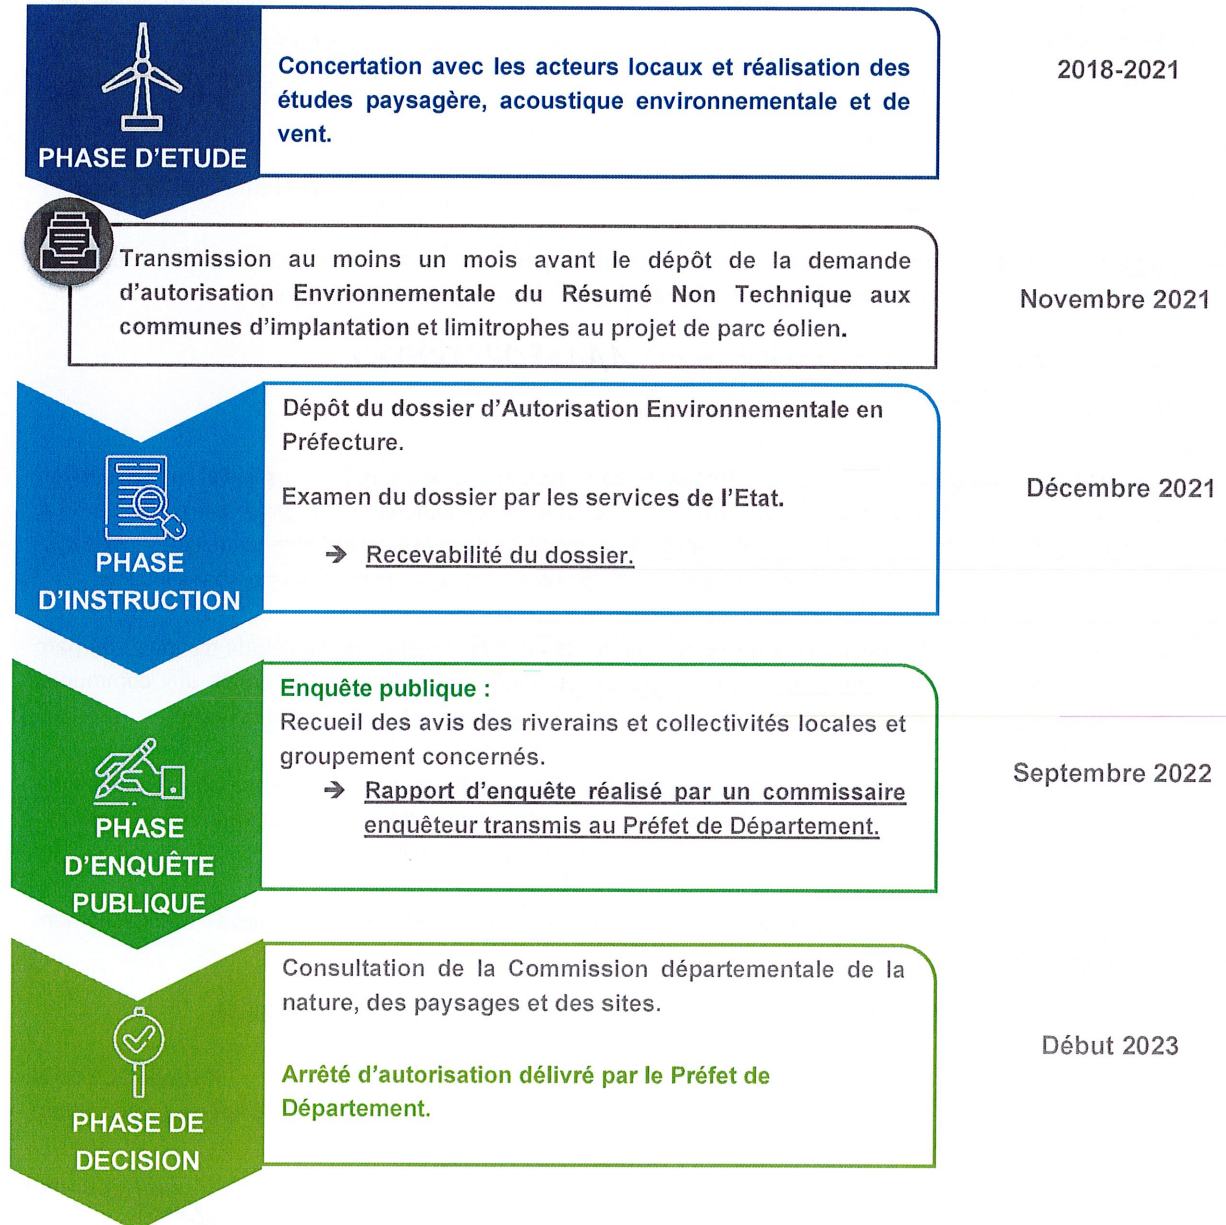 PHASE D'ETUDE
Concertation avec les acteurs locaux et réalisation des
études paysagère, acoustique environnementale et de
vent.
2018-2021
Transmission au moins un mois avant le dépôt de la demande
d'autorisation Envrionnementale du Résumé Non Technique aux
communes d'implantation et limitrophes au projet de parc éolien.
Novembre 2021
PHASE
D'INSTRUCTION
Dépôt du dossier d'Autorisation Environnementale en
Préfecture.
Examen du dossier par les services de l'Etat.
➔ Recevabilité du dossier.
Décembre 2021
PHASE
D'ENQUÊTE
PUBLIQUE
Enquête publique :
Recueil des avis des riverains et collectivités locales et
groupement concernés.
➔ Rapport d'enquête réalisé par un commissaire
enquêteur transmis au Préfet de Département.
Septembre 2022
PHASE DE
DECISION
Consultation de la Commission départementale de la
nature, des paysages et des sites.
Arrêté d'autorisation délivré par le Préfet de
Département.
Début 2023